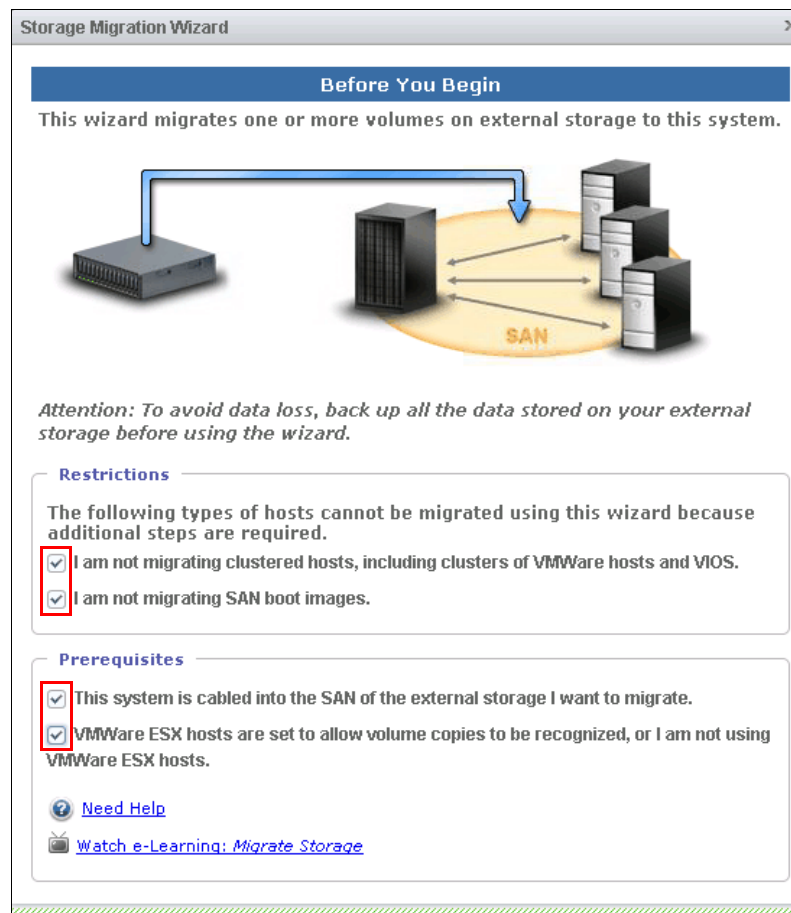 Storage Migration Wizard
Before You Begin
This wizard migrates one or more volumes on external storage to this system.
SAN
Attention: To avoid data loss, back up all the data stored on your external
storage before using the wizard.
Restrictions
The following types of hosts cannot be migrated using this wizard because
additional steps are required.
I am not migrating clustered hosts, including clusters of VMWare hosts and VIOS.
I am not migrating SAN boot images.
Prerequisites
This system is cabled into the SAN of the external storage I want to migrate.
VMWare ESX hosts are set to allow volume copies to be recognized, or I am not using
VMWare ESX hosts.
Need Help
Watch e-Learning: Migrate Storage